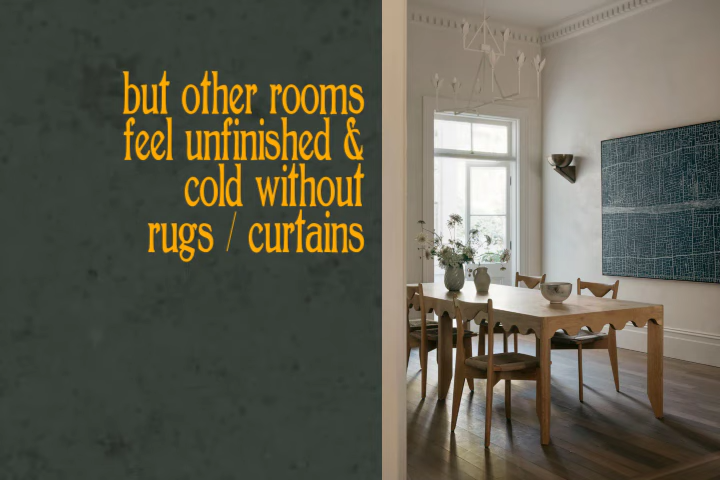 but other rooms
feel unfinished &
cold without
rugs / curtains